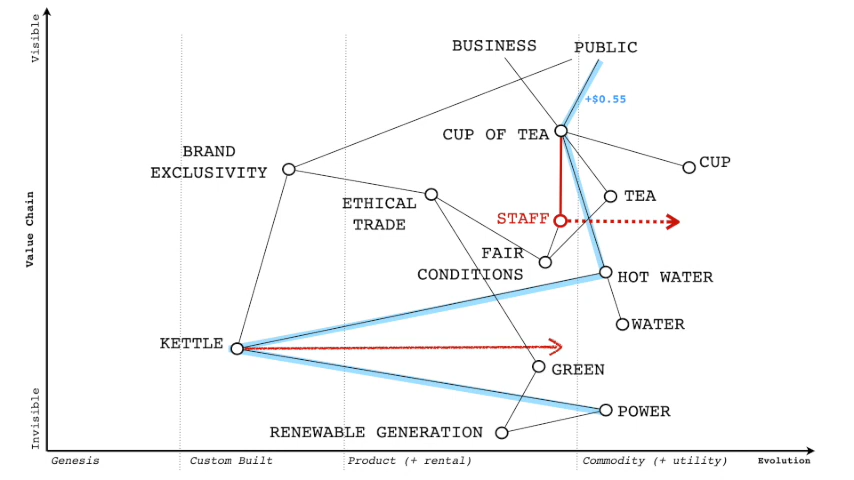 Visible
BUSINESS
PUBLIC
+$0.55
CUP OF TEA
BRAND
EXCLUSIVITY
CUP
ETHICAL
TRADE
TEA
STAFF
Value Chain
FAIR
CONDITIONS
HOT WATER
WATER
KETTLE
GREEN
Invisible
POWER
RENEWABLE GENERATION
Genesis
Custom Built
Product (+ rental)
Commodity (+ utility)
Evolution